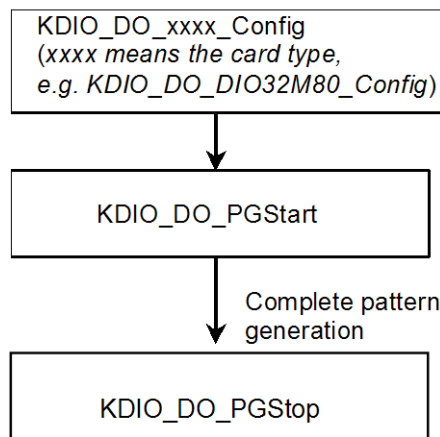 KDIO_DO_xxxx_Config
(xxxx means the card type,
e.g. KDIO_DO_DIO32M80_Config)
KDIO_DO_PGStart
Complete pattern
generation
KDIO_DO_PGStop